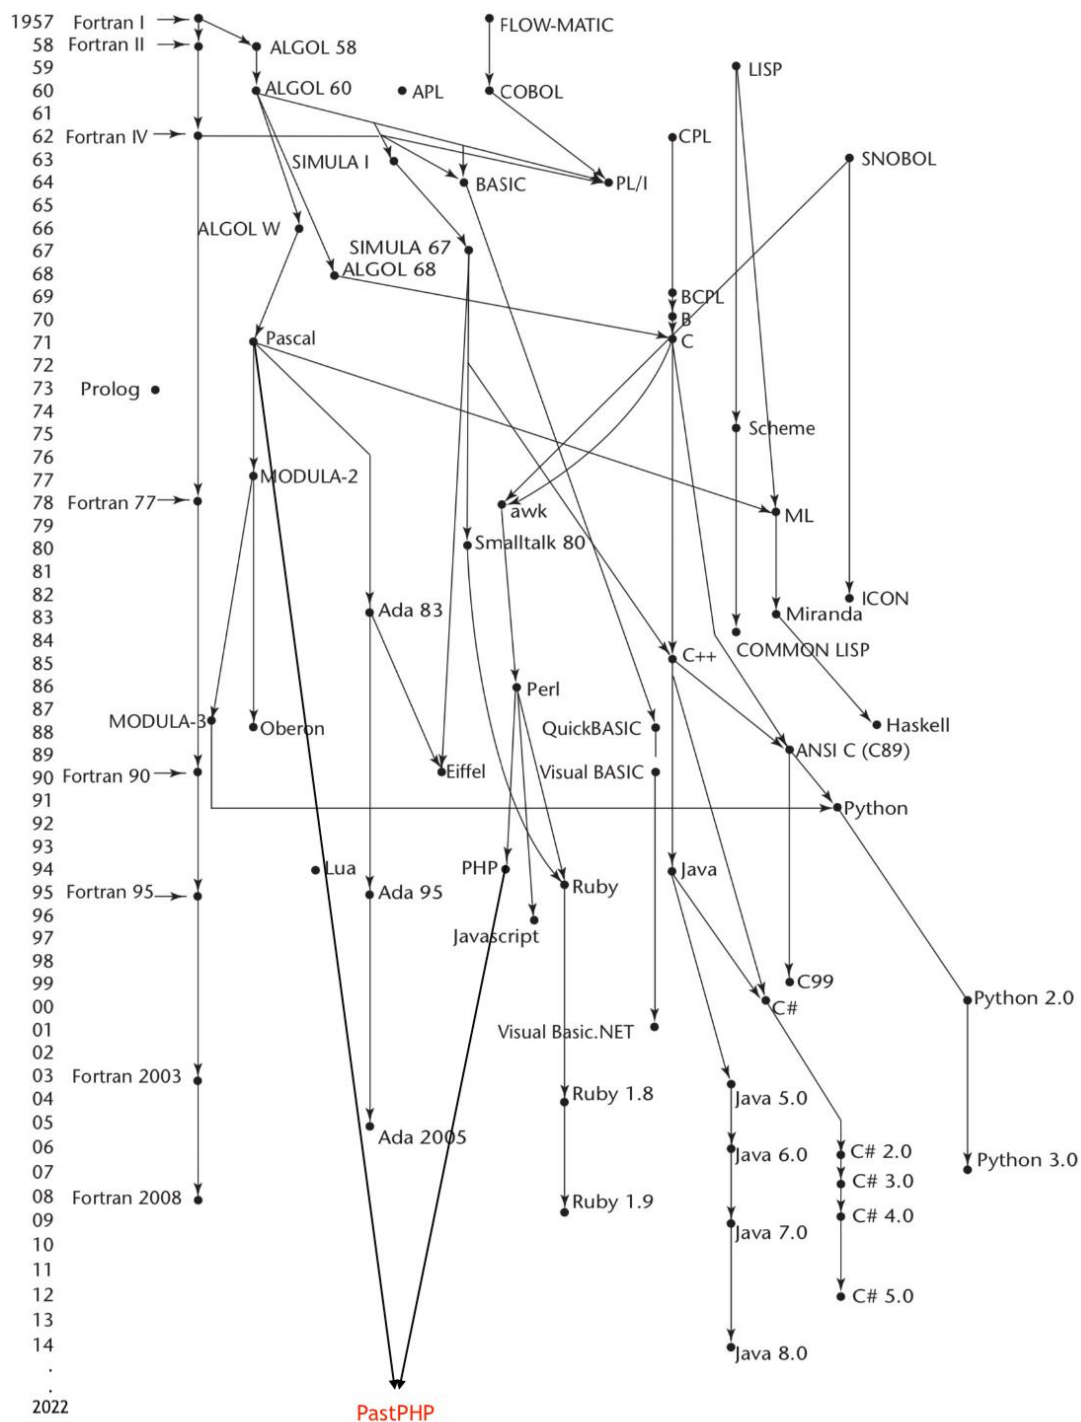 1957 Fortran I FLOW-MATIC
58 Fortran II ALGOL 58
59 LISP
60 ALGOL 60 APL COBOL
61
62 Fortran IV CPL
63 SIMULA I SNOBOL
64 BASIC PL/I
65
66 ALGOL W
67 SIMULA 67
68 ALGOL 68
69 BCPL
70 B
71 Pascal C
72
73 Prolog
74
75 Scheme
76
77 MODULA-2
78 Fortran 77 awk ML
79
80 Smalltalk 80
81
82 ICON
83 Ada 83 Miranda
84 COMMON LISP
85 C++
86 Perl
87 MODULA-3 Haskell
88 Oberon QuickBASIC
89 ANSI C (C89)
90 Fortran 90 Eiffel Visual BASIC
91 Python
92
93
94 Lua PHP Java
95 Fortran 95 Ada 95 Ruby
96
97 Javascript
98
99 C99
00 C# Python 2.0
01 Visual Basic.NET
02
03 Fortran 2003
04 Ruby 1.8 Java 5.0
05 Ada 2005
06 Java 6.0 C# 2.0 Python 3.0
07 C# 3.0
08 Fortran 2008 Ruby 1.9
09 Java 7.0 C# 4.0
10
11
12 C# 5.0
13
14 Java 8.0
.
.
2022 PastPHP